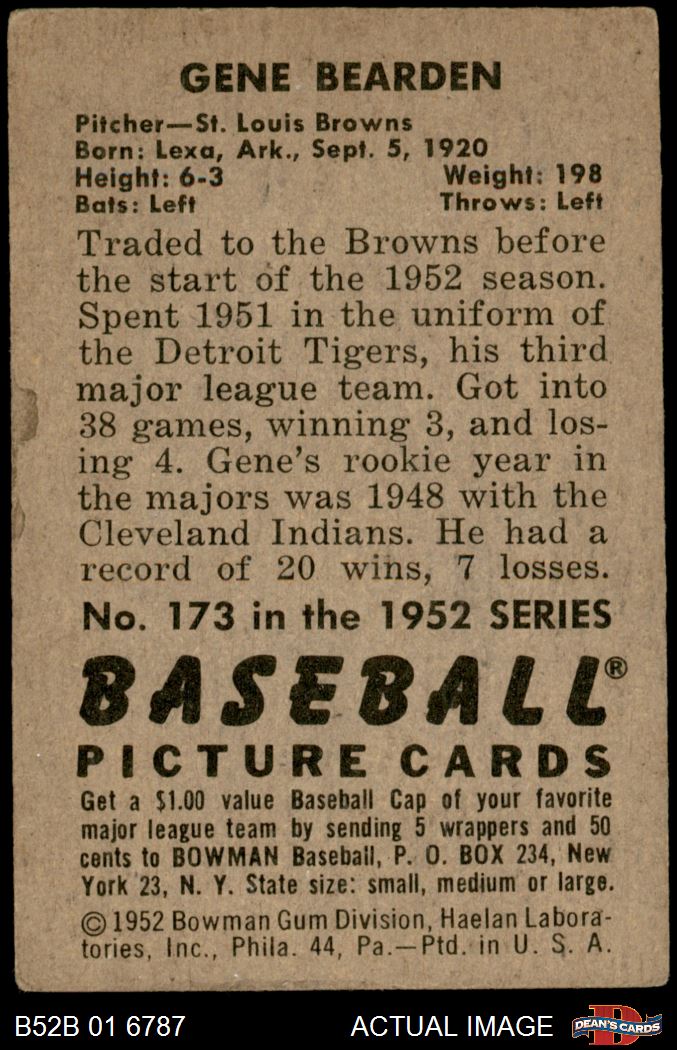 GENE BEARDEN
Pitcher—St. Louis Browns
Born: Lexa, Ark., Sept. 5, 1920
Height: 6-3 Weight: 198
Bats: Left Throws: Left
Traded to the Browns before
the start of the 1952 season.
Spent 1951 in the uniform of
the Detroit Tigers, his third
major league team. Got into
38 games, winning 3, and los-
ing 4. Gene's rookie year in
the majors was 1948 with the
Cleveland Indians. He had a
record of 20 wins, 7 losses.
No. 173 in the 1952 SERIES
BASEBALL®
PICTURE CARDS
Get a $1.00 value Baseball Cap of your favorite
major league team by sending 5 wrappers and 50
cents to BOWMAN Baseball, P. O. BOX 234, New
York 23, N. Y. State size: small, medium or large.
© 1952 Bowman Gum Division, Haelan Labora-
tories, Inc., Phila. 44, Pa.—Ptd. in U. S. A.
B52B 01 6787 ACTUAL IMAGE D DEAN'S CARDS